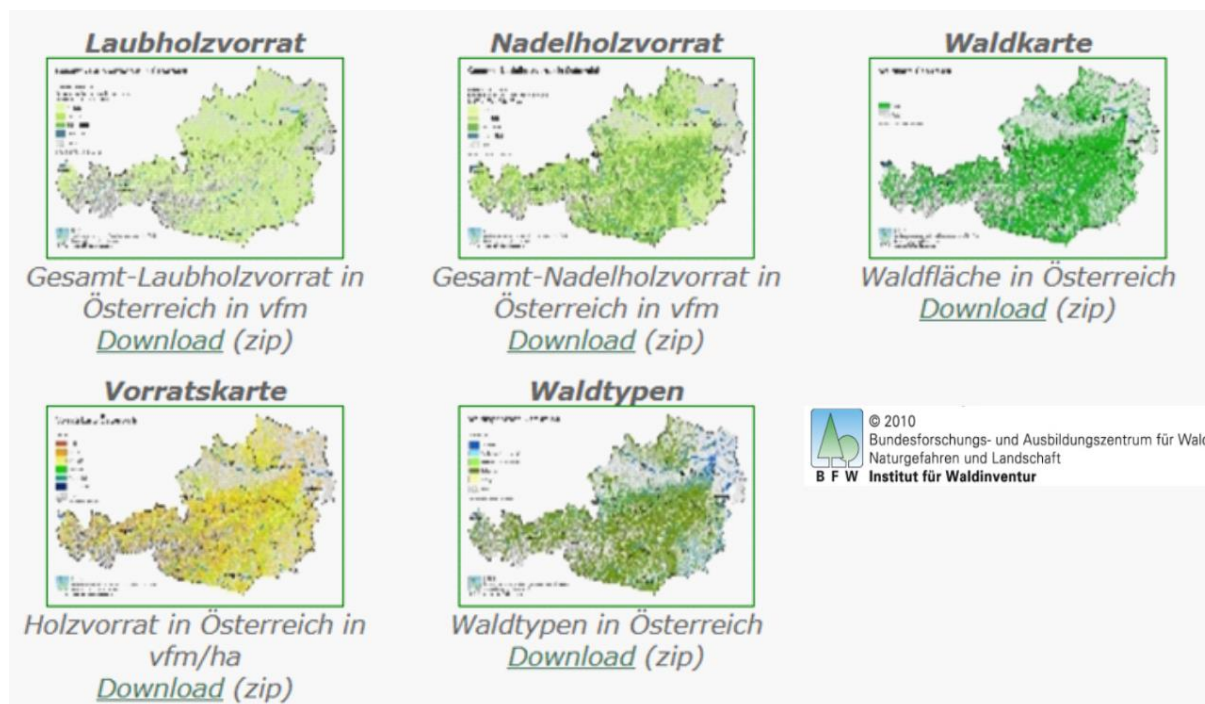 Laubholzvorrat
Nadelholzvorrat
Waldkarte
Gesamt-Laubholzvorrat in
Österreich in vfm
Download (zip)
Gesamt-Nadelholzvorrat in
Österreich in vfm
Download (zip)
Waldfläche in Österreich
Download (zip)
Vorratskarte
Waldtypen
Holzvorrat in Österreich in
vfm/ha
Download (zip)
Waldtypen in Österreich
Download (zip)
© 2010
Bundesforschungs- und Ausbildungszentrum für Wald
Naturgefahren und Landschaft
BFW Institut für Waldinventur